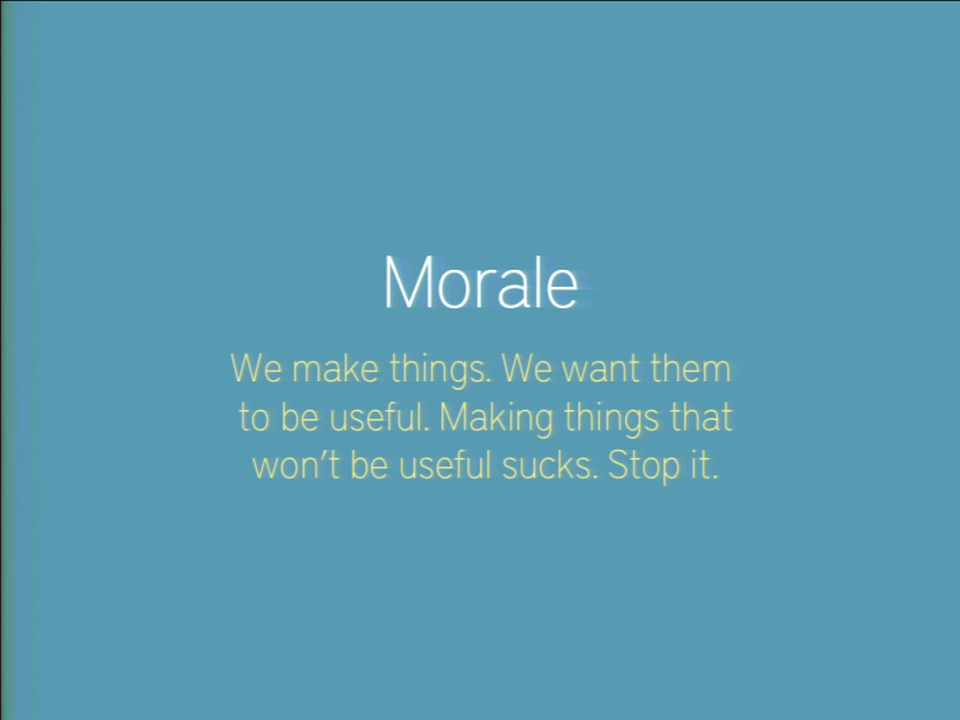 Morale
We make things. We want them
to be useful. Making things that
won't be useful sucks. Stop it.